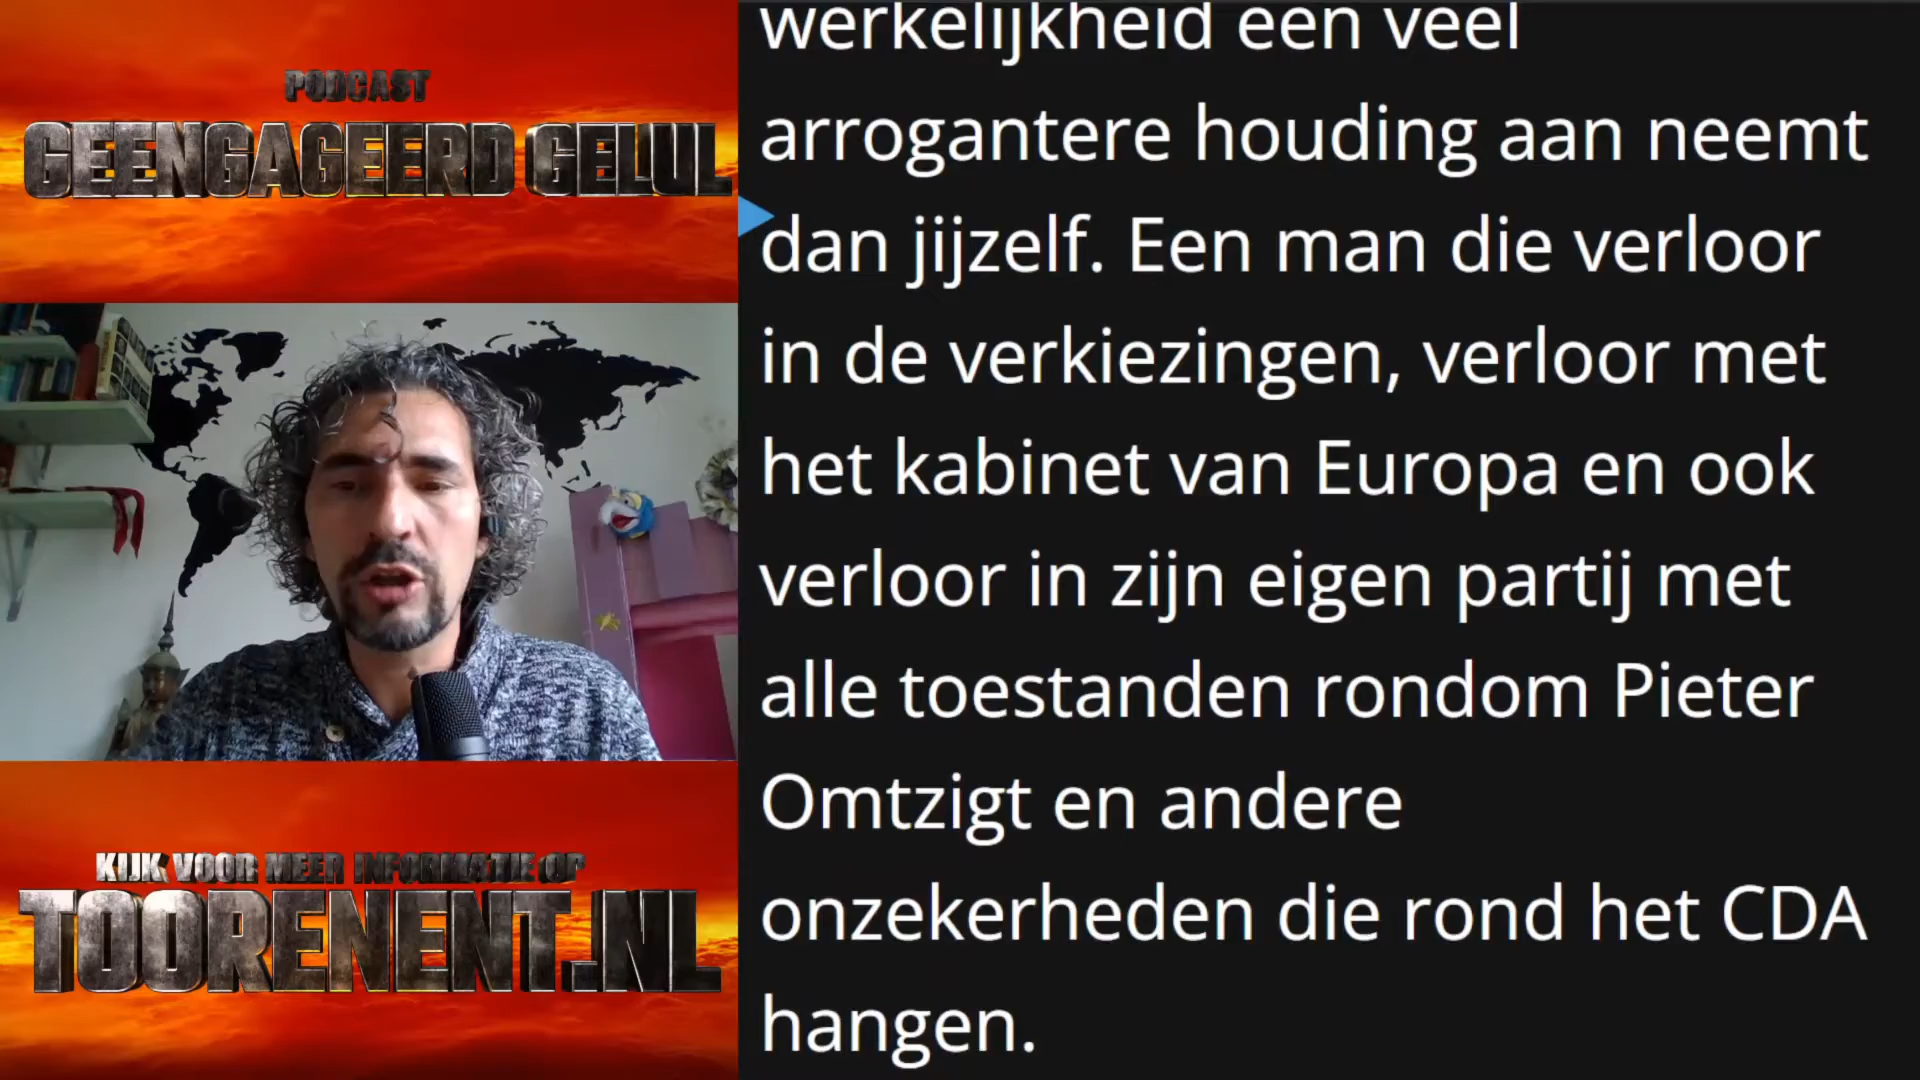 PODCAST
GEËNGAGEERD GELUL
KIJK VOOR MEER INFORMATIE OP
TOORENENT.NL
werkelijkheid een veel
arrogantere houding aan neemt
dan jijzelf. Een man die verloor
in de verkiezingen, verloor met
het kabinet van Europa en ook
verloor in zijn eigen partij met
alle toestanden rondom Pieter
Omtzigt en andere
onzekerheden die rond het CDA
hangen.